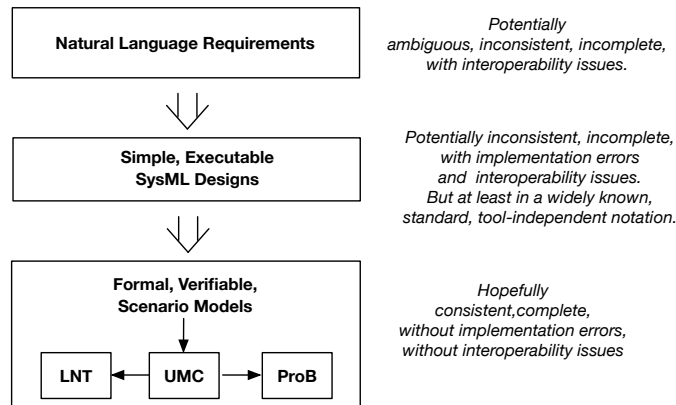 Natural Language Requirements
Potentially
ambiguous, inconsistent, incomplete,
with interoperability issues.
Simple, Executable
SysML Designs
Potentially inconsistent, incomplete,
with implementation errors
and interoperability issues.
But at least in a widely known,
standard, tool-independent notation.
Formal, Verifiable,
Scenario Models
LNT
UMC
ProB
Hopefully
consistent,complete,
without implementation errors,
without interoperability issues